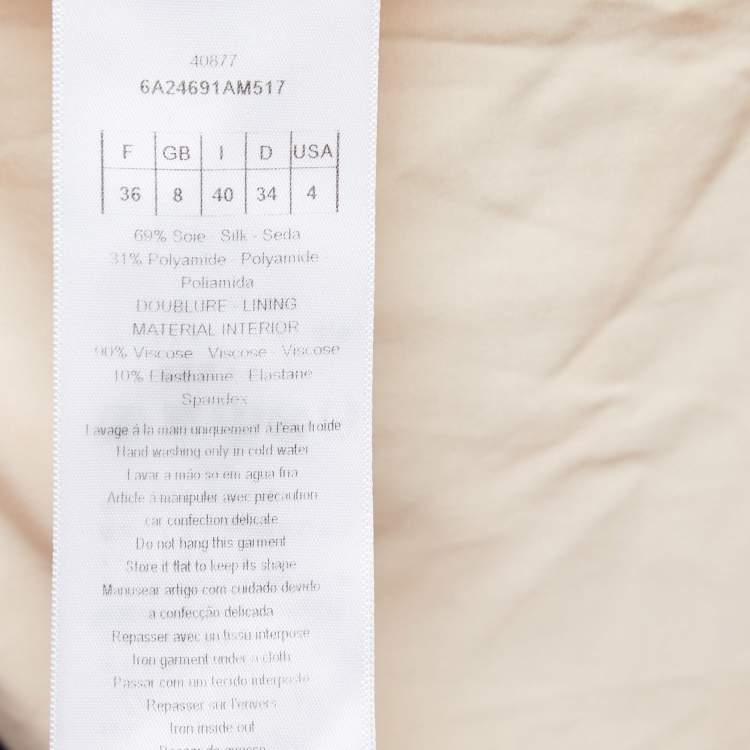 40877
6A24691AM517
F GB I D USA
36 8 40 34 4
69% Soie - Silk - Seda
31% Polyamide - Polyamide -
Poliamida
DOUBLURE - LINING
MATERIAL INTERIOR
90% Viscose - Viscose - Viscose
10% Elasthanne - Elastane -
Spandex
Lavage à la main uniquement à l'eau froide
Hand washing only in cold water
Lavar a mão so em agua fria
Article à manipuler avec précaution
car confection délicate
Do not hang this garment
Store it flat to keep its shape
Manusear artigo com cuidado devido
a confecção delicada
Repasser avec un tissu interpose
Iron garment under a cloth
Passar com um tecido interposto
Repasser sur l'envers
Iron inside out